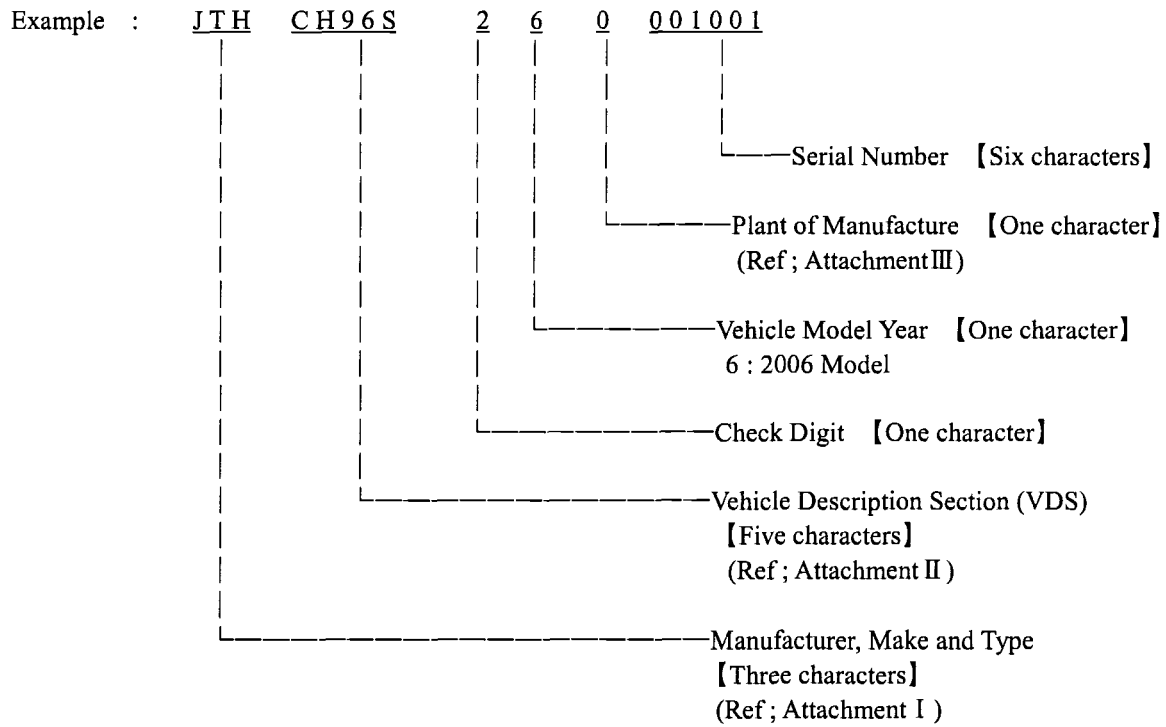 Example : JTH CH96S 2 6 0 001001
Serial Number 【Six characters】
Plant of Manufacture 【One character】
(Ref ; AttachmentⅢ)
Vehicle Model Year 【One character】
6 : 2006 Model
Check Digit 【One character】
Vehicle Description Section (VDS)
【Five characters】
(Ref ; Attachment Ⅱ )
Manufacturer, Make and Type
【Three characters】
(Ref ; Attachment Ⅰ )